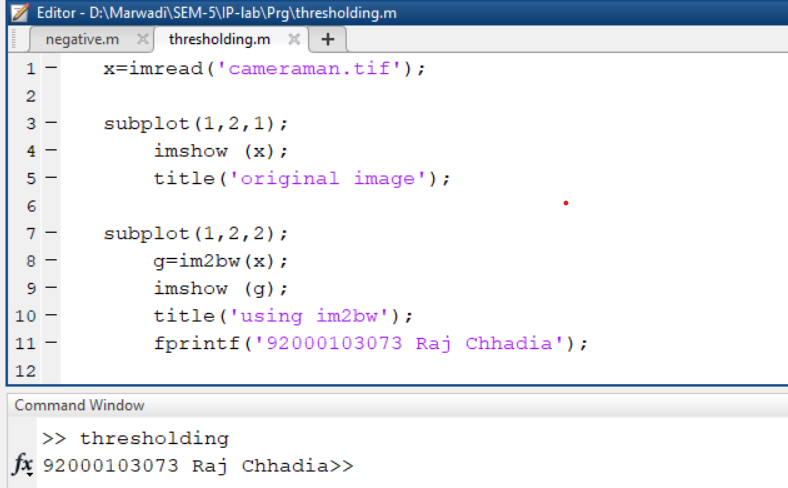 Editor - D:\Marwadi\SEM-5\IP-lab\Prg\thresholding.m
negative.m × thresholding.m × +
1 − x=imread('cameraman.tif');
2
3 − subplot(1,2,1);
4 − imshow (x);
5 − title('original image');
6
7 − subplot(1,2,2);
8 − g=im2bw(x);
9 − imshow (g);
10 − title('using im2bw');
11 − fprintf('92000103073 Raj Chhadia');
12
Command Window
>> thresholding
fx 92000103073 Raj Chhadia>>